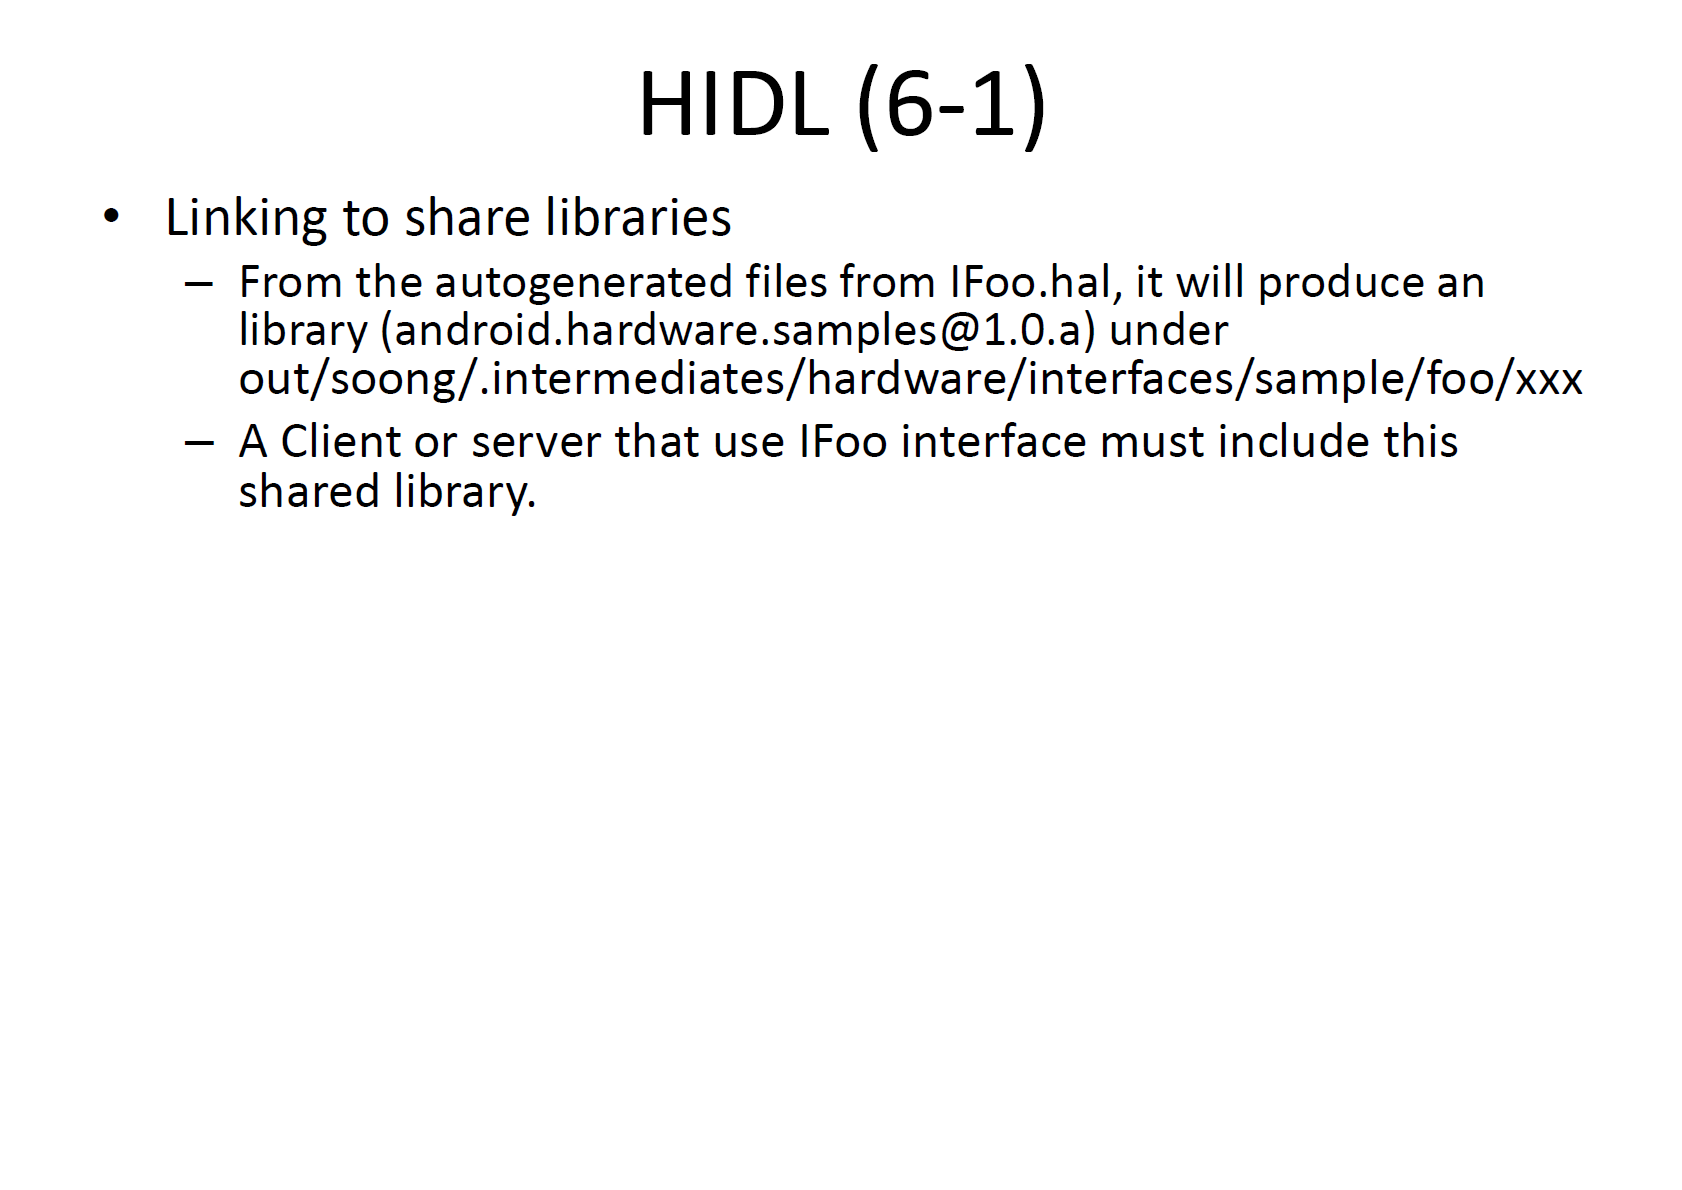 HIDL (6-1)
• Linking to share libraries
– From the autogenerated files from IFoo.hal, it will produce an
library (android.hardware.samples@1.0.a) under
out/soong/.intermediates/hardware/interfaces/sample/foo/xxx
– A Client or server that use IFoo interface must include this
shared library.